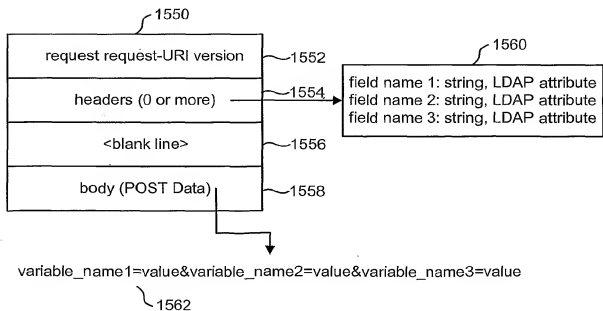 1550
request request-URI version
1552
1560
headers (0 or more)
1554
field name 1: string, LDAP attribute
field name 2: string, LDAP attribute
field name 3: string, LDAP attribute
<blank line>
1556
body (POST Data)
1558
variable_name1=value&variable_name2=value&variable_name3=value
1562